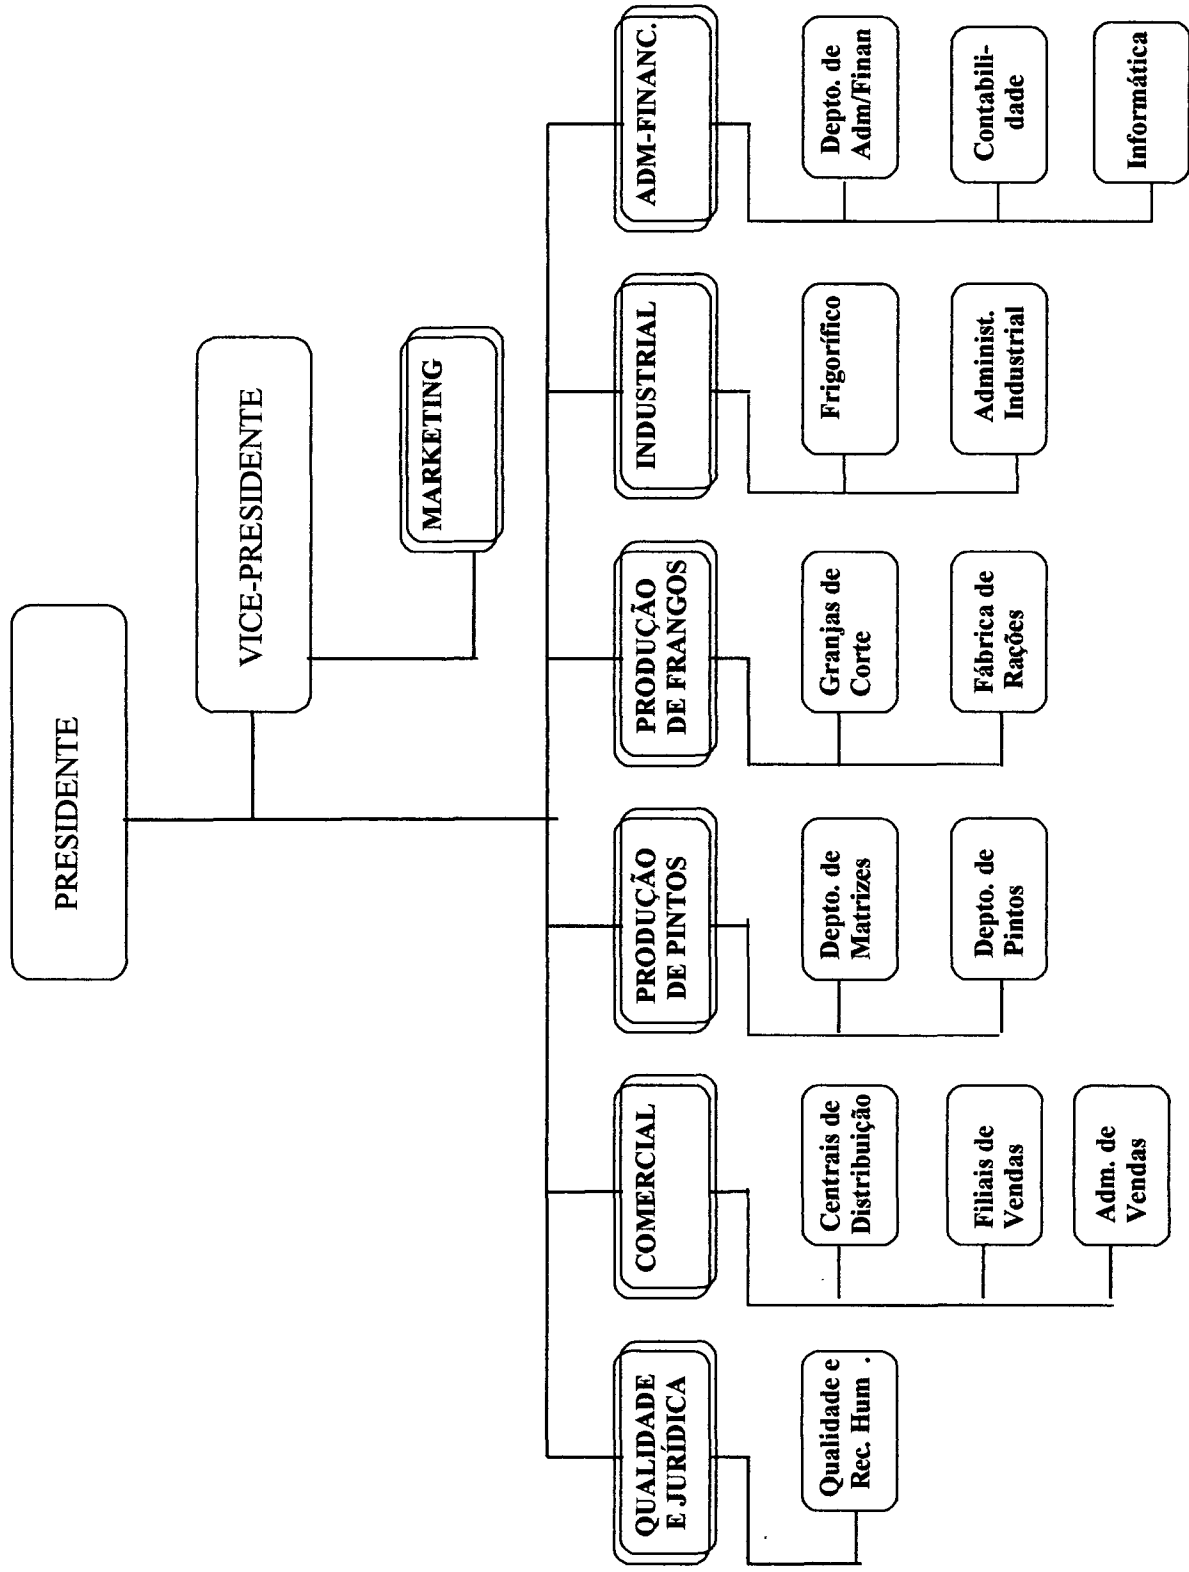 PRESIDENTE
VICE-PRESIDENTE
MARKETING
QUALIDADE
E JURÍDICA
COMERCIAL
PRODUÇÃO
DE PINTOS
PRODUÇÃO
DE FRANGOS
INDUSTRIAL
ADM-FINANC.
Qualidade e
Rec. Hum .
Centrais de
Distribuição
Filiais de
Vendas
Adm. de
Vendas
Depto. de
Matrizes
Depto. de
Pintos
Granjas de
Corte
Fábrica de
Rações
Frigorífico
Administ.
Industrial
Depto. de
Adm/Finan
Contabili-
dade
Informática